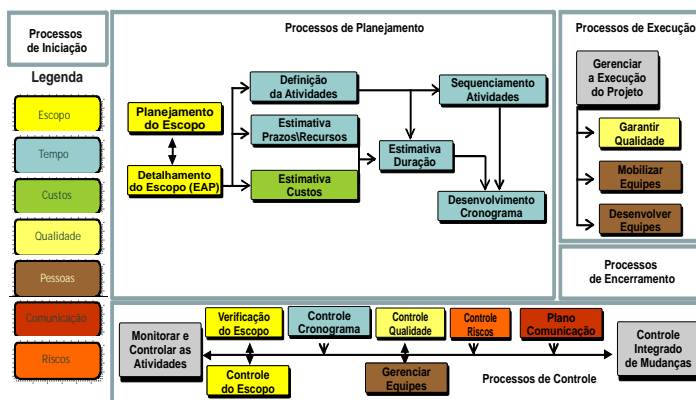 Processos
de Iniciação
Legenda
Escopo
Tempo
Custos
Qualidade
Pessoas
Comunicação
Riscos
Processos de Planejamento
Planejamento
do Escopo
Detalhamento
do Escopo (EAP)
Definição
da Atividades
Estimativa
Prazos\Recursos
Estimativa
Custos
Estimativa
Duração
Sequenciamento
Atividades
Desenvolvimento
Cronograma
Processos de Execução
Gerenciar
a Execução
do Projeto
Garantir
Qualidade
Mobilizar
Equipes
Desenvolver
Equipes
Processos
de Encerramento
Monitorar e
Controlar as
Atividades
Verificação
do Escopo
Controle
Cronograma
Controle
Qualidade
Controle
Riscos
Plano
Comunicação
Controle
do Escopo
Gerenciar
Equipes
Processos de Controle
Controle
Integrado
de Mudanças